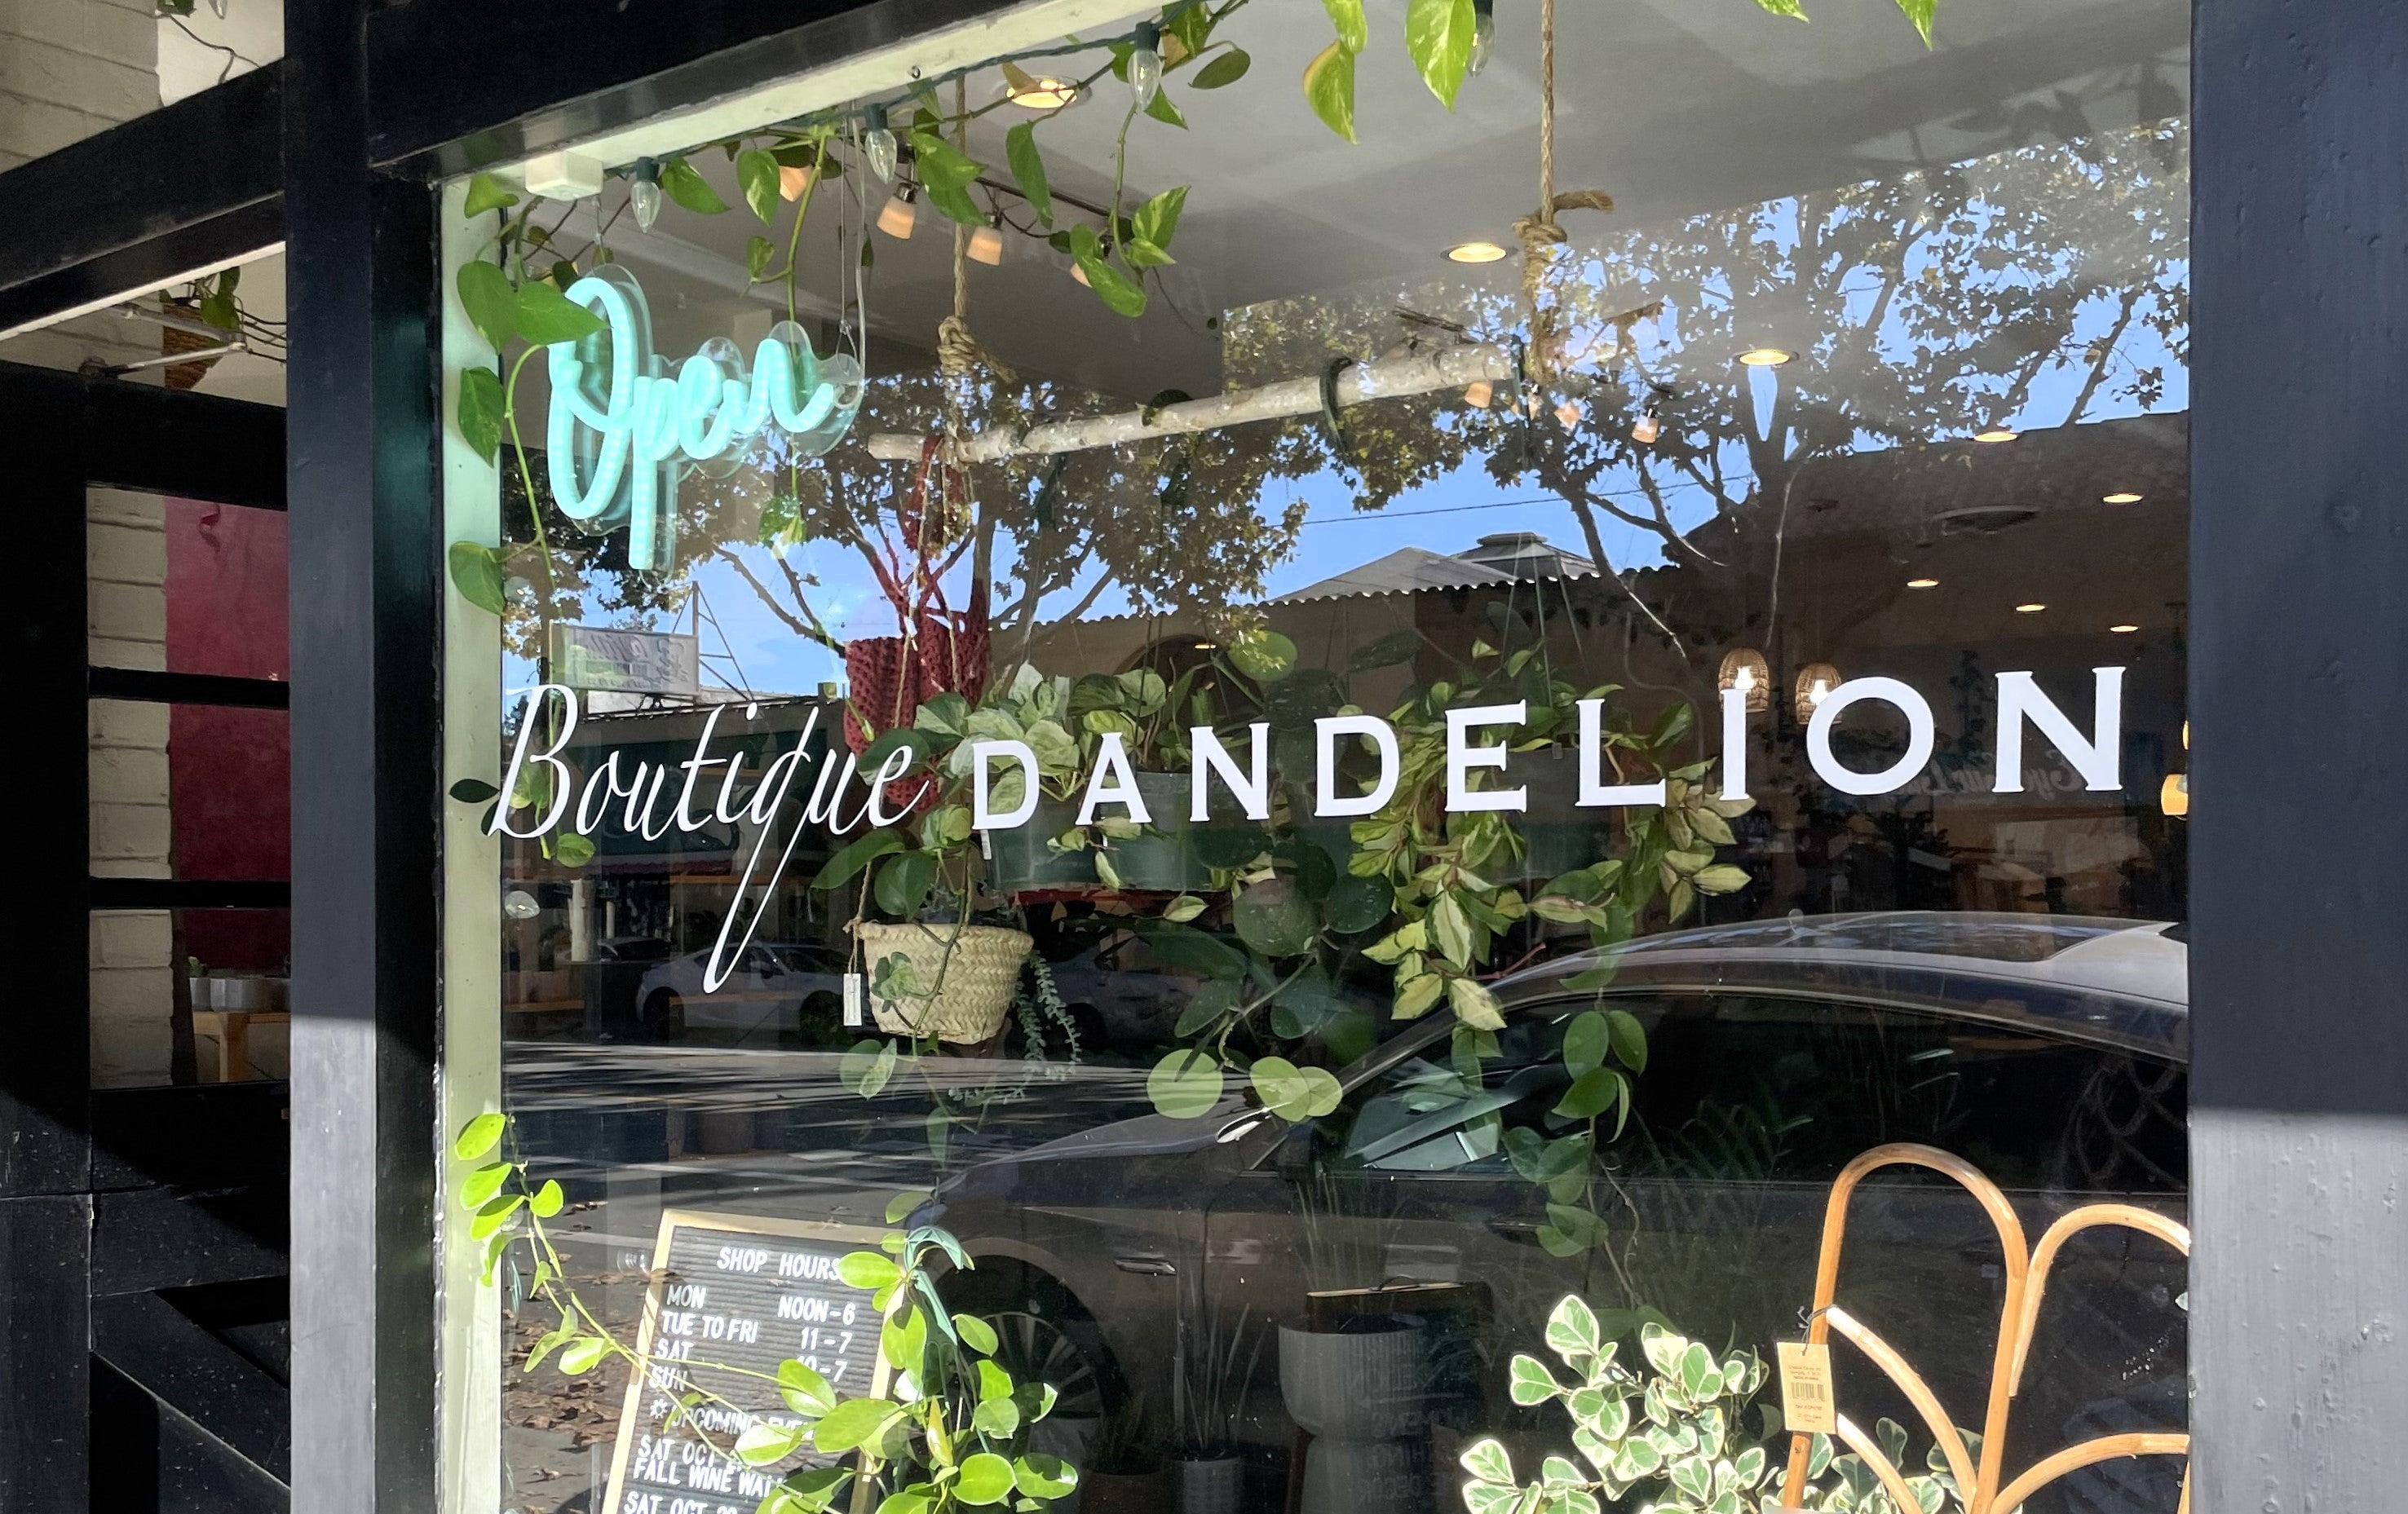 Open
Boutique DANDELION
SHOP HOURS
MON NOON-6
TUE TO FRI 11-7
SAT 10-7
SUN
UPCOMING
SAT OCT
FALL WINE
SAT OCT